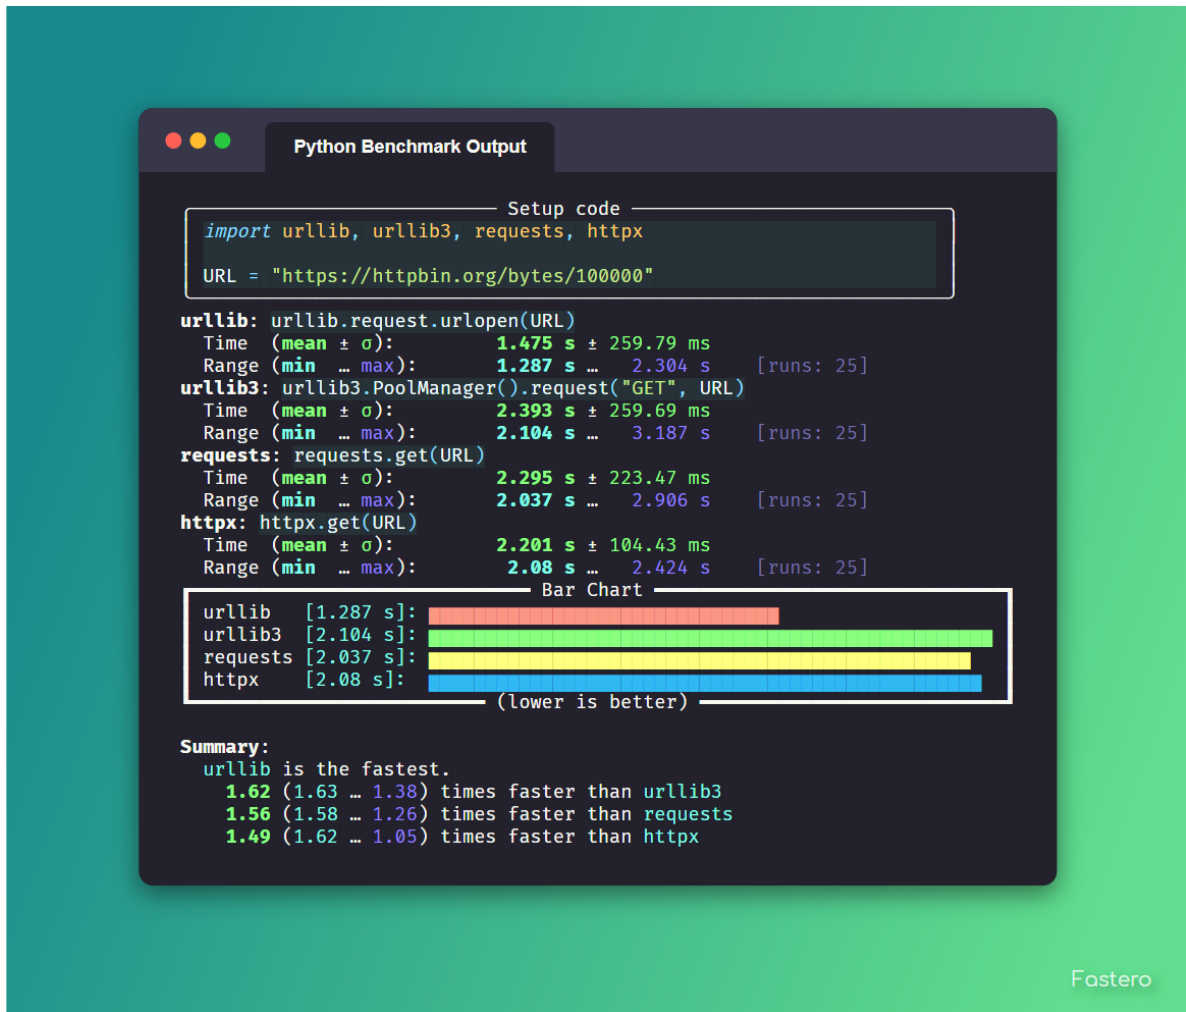 Python Benchmark Output
Setup code
import urllib, urllib3, requests, httpx
URL = "https://httpbin.org/bytes/100000"
urllib: urllib.request.urlopen(URL)
Time (mean ± σ): 1.475 s ± 259.79 ms
Range (min … max): 1.287 s … 2.304 s [runs: 25]
urllib3: urllib3.PoolManager().request("GET", URL)
Time (mean ± σ): 2.393 s ± 259.69 ms
Range (min … max): 2.104 s … 3.187 s [runs: 25]
requests: requests.get(URL)
Time (mean ± σ): 2.295 s ± 223.47 ms
Range (min … max): 2.037 s … 2.906 s [runs: 25]
httpx: httpx.get(URL)
Time (mean ± σ): 2.201 s ± 104.43 ms
Range (min … max): 2.08 s … 2.424 s [runs: 25]
Bar Chart
urllib [1.287 s]:
urllib3 [2.104 s]:
requests [2.037 s]:
httpx [2.08 s]:
(lower is better)
Summary:
urllib is the fastest.
1.62 (1.63 … 1.38) times faster than urllib3
1.56 (1.58 … 1.26) times faster than requests
1.49 (1.62 … 1.05) times faster than httpx
Fastero